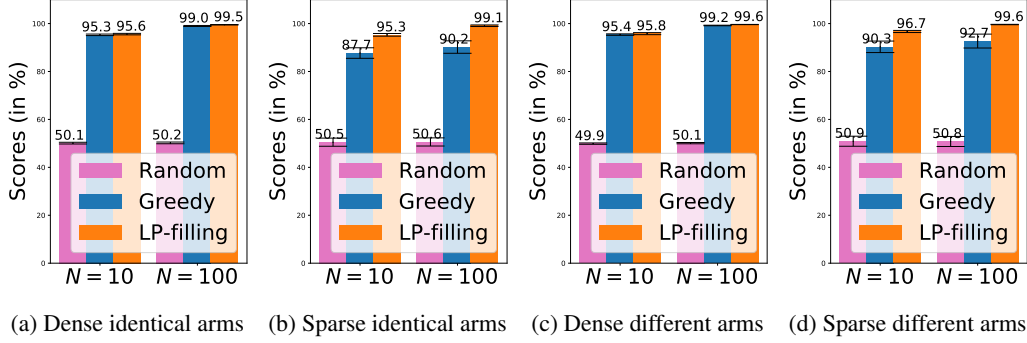 Scores (in %)
100
80
60
40
20
0
50.1
95.3
95.6
50.2
99.0
99.5
Random
Greedy
LP-filling
N = 10
N = 100
(a) Dense identical arms
Scores (in %)
100
80
60
40
20
0
50.5
87.7
95.3
50.6
90.2
99.1
Random
Greedy
LP-filling
N = 10
N = 100
(b) Sparse identical arms
Scores (in %)
100
80
60
40
20
0
49.9
95.4
95.8
50.1
99.2
99.6
Random
Greedy
LP-filling
N = 10
N = 100
(c) Dense different arms
Scores (in %)
100
80
60
40
20
0
50.9
90.3
96.7
50.8
92.7
99.6
Random
Greedy
LP-filling
N = 10
N = 100
(d) Sparse different arms